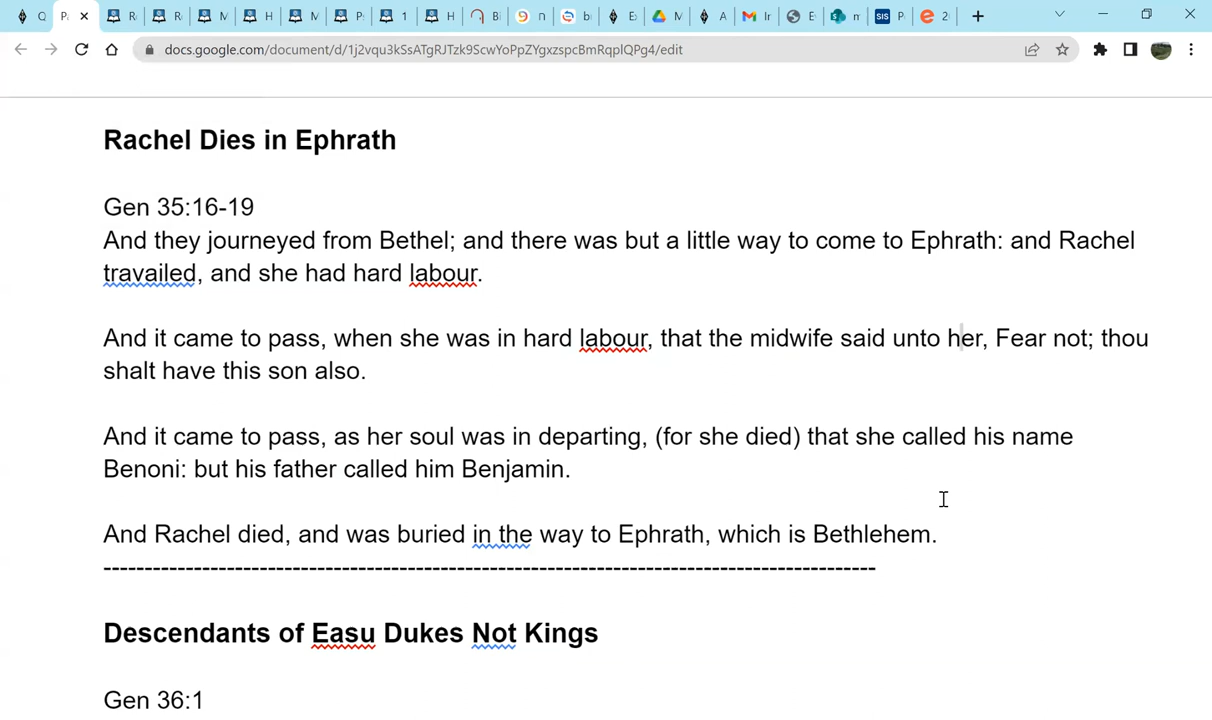 Q
P
R
R
M
H
M
P
1
H
Bi
n
b
E
M
A
Ir
E
m
SIS
P
2
docs.google.com/document/d/1j2vqu3kSsATgRJTzk9ScwYoPpZYgxzspcBmRqplQPg4/edit
Rachel Dies in Ephrath
Gen 35:16-19
And they journeyed from Bethel; and there was but a little way to come to Ephrath: and Rachel
travailed, and she had hard labour.
And it came to pass, when she was in hard labour, that the midwife said unto her, Fear not; thou
shalt have this son also.
And it came to pass, as her soul was in departing, (for she died) that she called his name
Benoni: but his father called him Benjamin.
And Rachel died, and was buried in the way to Ephrath, which is Bethlehem.
----------------------------------------------------------------------------------------------
Descendants of Easu Dukes Not Kings
Gen 36:1